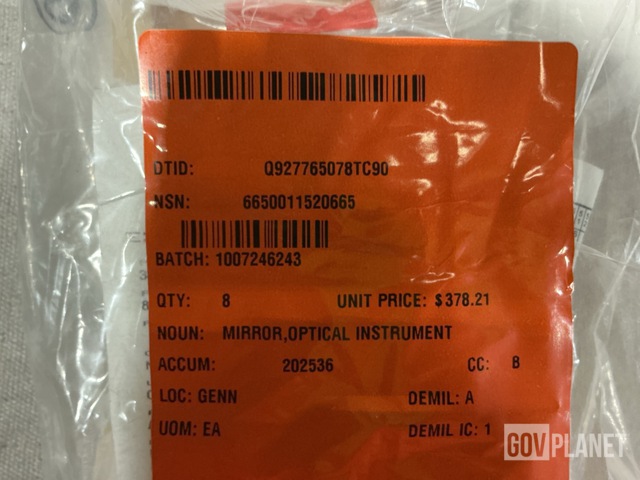 DTID: Q927765078TC90
NSN: 6650011520665
BATCH: 1007246243
QTY: 8 UNIT PRICE: $378.21
NOUN: MIRROR,OPTICAL INSTRUMENT
ACCUM: 202536 CC: B
LOC: GENN DEMIL: A
UOM: EA DEMIL IC: 1
GOVPLANET